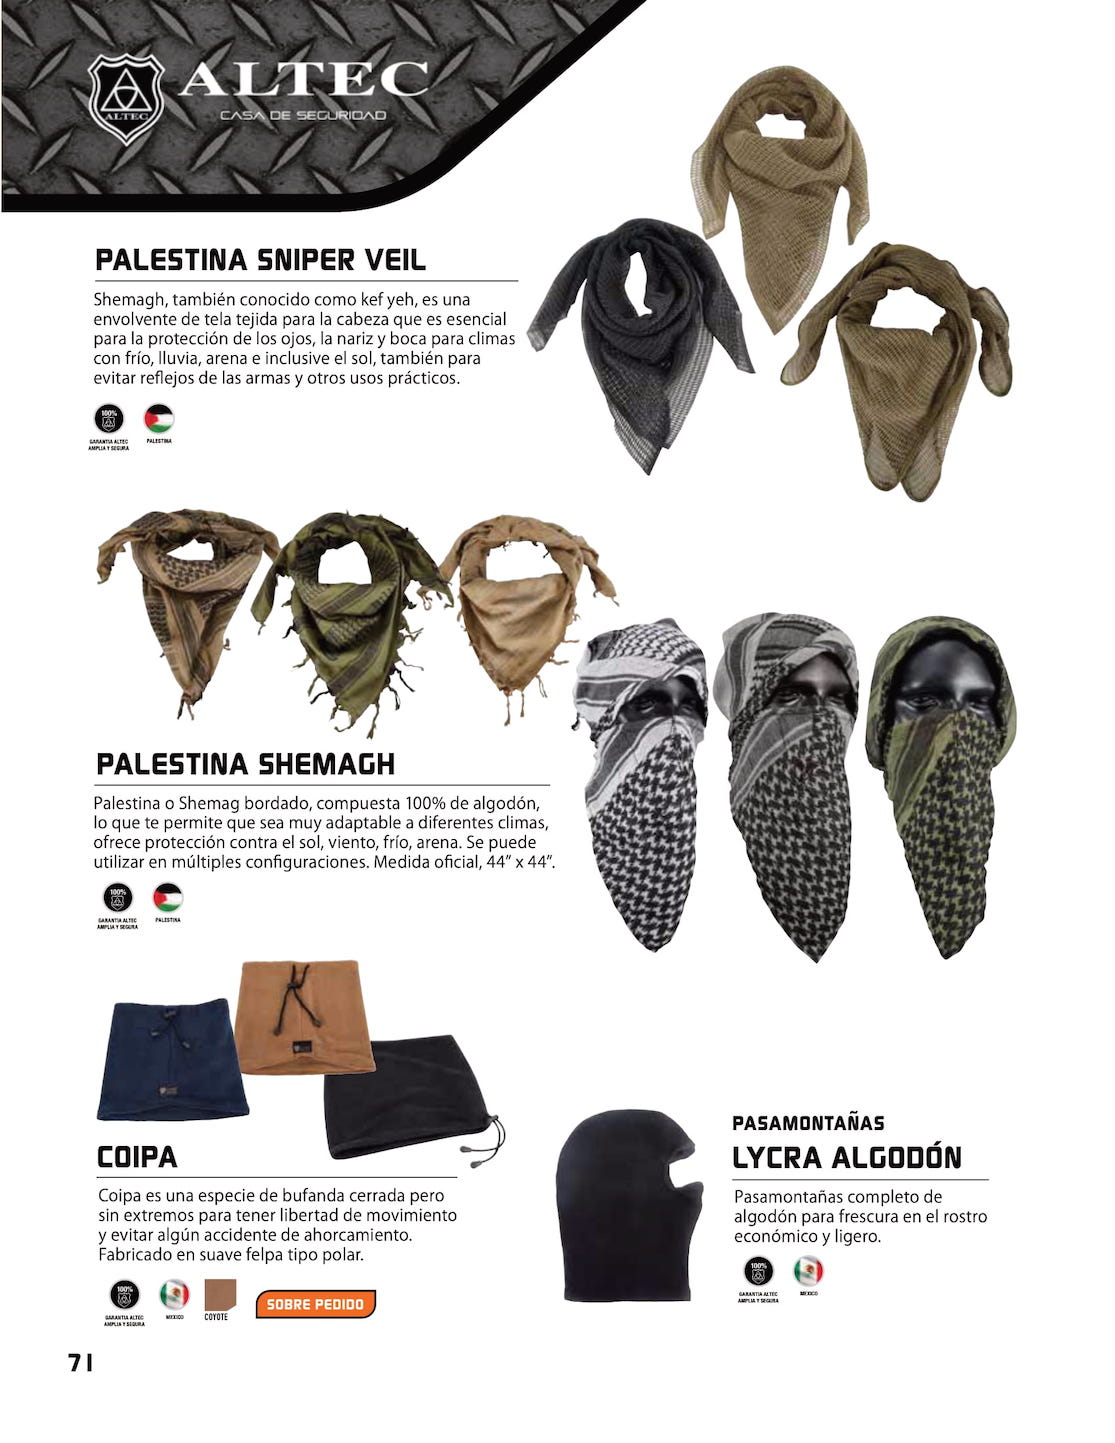 ALTEC
CASA DE SEGURIDAD
ALTEC
PALESTINA SNIPER VEIL
Shemagh, también conocido como kef yeh, es una
envolvente de tela tejida para la cabeza que es esencial
para la protección de los ojos, la nariz y boca para climas
con frío, lluvia, arena e inclusive el sol, también para
evitar reflejos de las armas y otros usos prácticos.
100%
GARANTIA ALTEC
AMPLIA Y SEGURA
PALESTINA
PALESTINA SHEMAGH
Palestina o Shemag bordado, compuesta 100% de algodón,
lo que te permite que sea muy adaptable a diferentes climas,
ofrece protección contra el sol, viento, frío, arena. Se puede
utilizar en múltiples configuraciones. Medida oficial, 44” x 44”.
100%
GARANTIA ALTEC
AMPLIA Y SEGURA
PALESTINA
COIPA
Coipa es una especie de bufanda cerrada pero
sin extremos para tener libertad de movimiento
y evitar algún accidente de ahorcamiento.
Fabricado en suave felpa tipo polar.
100%
GARANTIA ALTEC
AMPLIA Y SEGURA
MEXICO
COYOTE
SOBRE PEDIDO
PASAMONTAÑAS
LYCRA ALGODÓN
Pasamontañas completo de
algodón para frescura en el rostro
económico y ligero.
100%
GARANTIA ALTEC
AMPLIA Y SEGURA
MEXICO
71